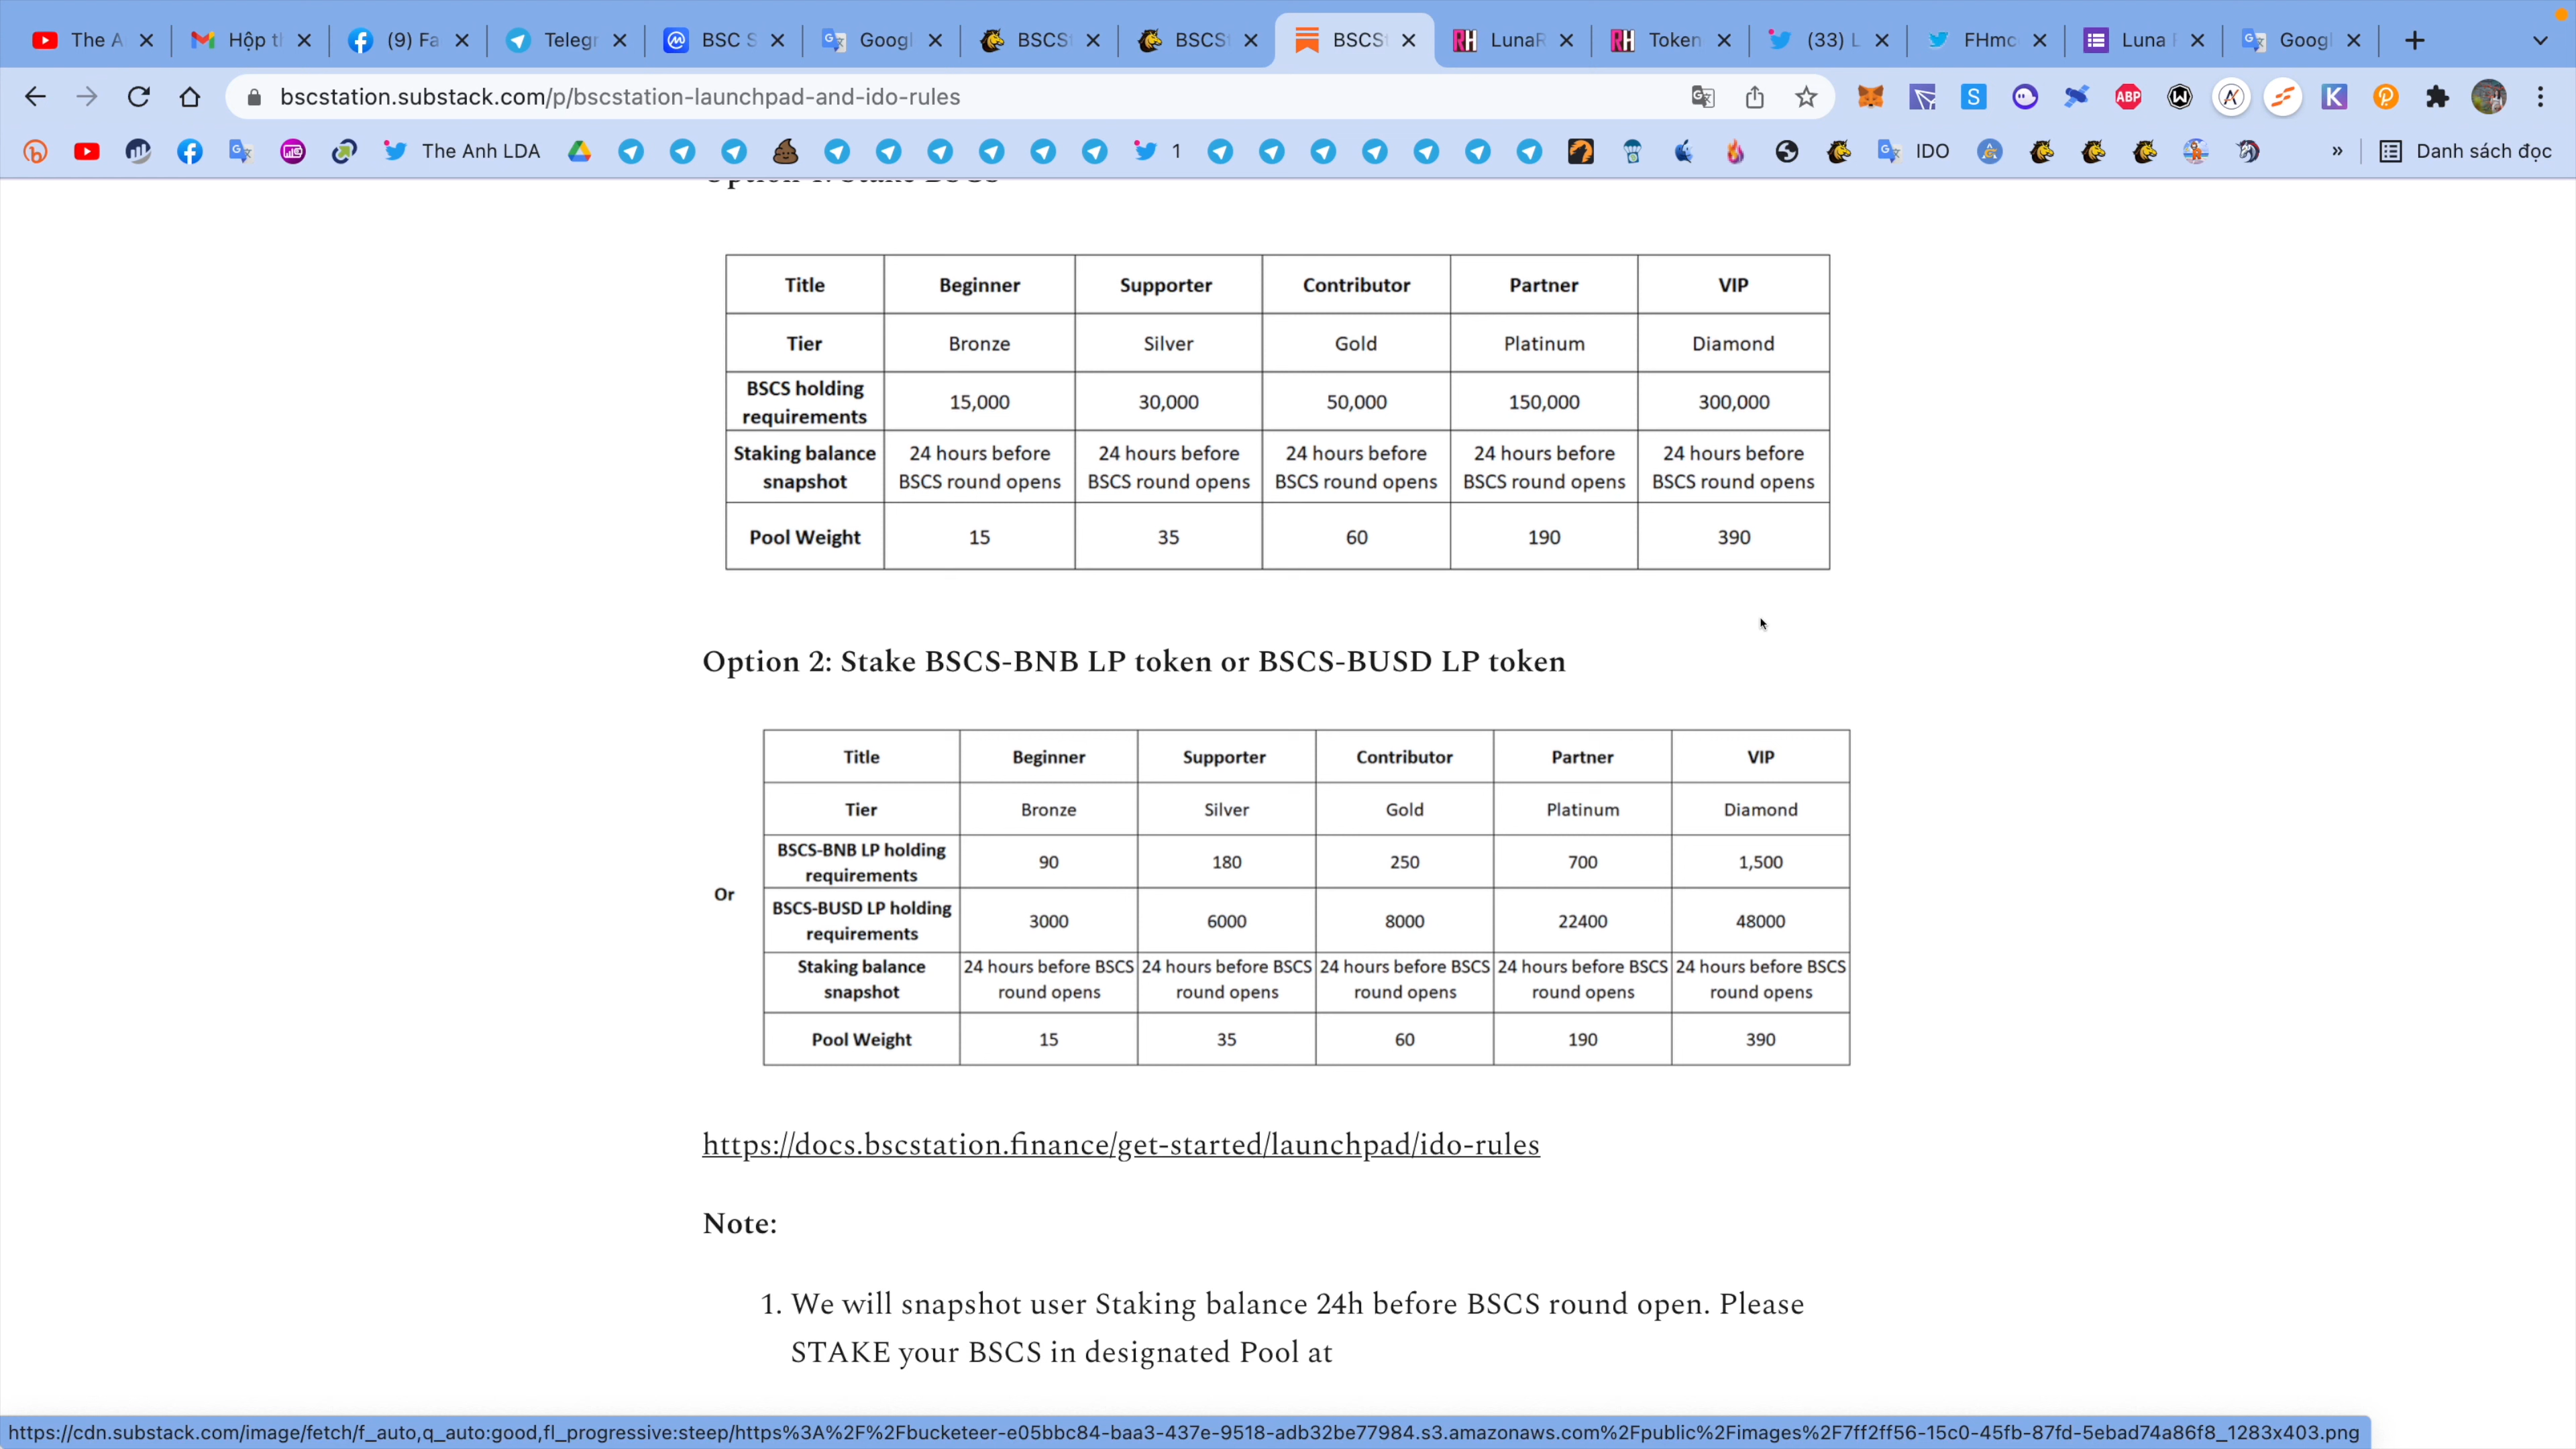 The A
Hộp t
(9) Fa
Telegr
BSC S
Googl
BSCS
BSCS
BSCS
Luna
Token
(33) L
FHmc
Luna
Googl
bscstation.substack.com/p/bscstation-launchpad-and-ido-rules
The Anh LDA
1
IDO
Danh sách đọc
Title Beginner Supporter Contributor Partner VIP
Tier Bronze Silver Gold Platinum Diamond
BSCS holding
requirements
15,000 30,000 50,000 150,000 300,000
Staking balance
snapshot
24 hours before
BSCS round opens
24 hours before
BSCS round opens
24 hours before
BSCS round opens
24 hours before
BSCS round opens
24 hours before
BSCS round opens
Pool Weight 15 35 60 190 390
Option 2: Stake BSCS-BNB LP token or BSCS-BUSD LP token
Or
Title Beginner Supporter Contributor Partner VIP
Tier Bronze Silver Gold Platinum Diamond
BSCS-BNB LP holding
requirements
90 180 250 700 1,500
BSCS-BUSD LP holding
requirements
3000 6000 8000 22400 48000
Staking balance
snapshot
24 hours before BSCS
round opens
24 hours before BSCS
round opens
24 hours before BSCS
round opens
24 hours before BSCS
round opens
24 hours before BSCS
round opens
Pool Weight 15 35 60 190 390
https://docs.bscstation.finance/get-started/launchpad/ido-rules
Note:
1. We will snapshot user Staking balance 24h before BSCS round open. Please
STAKE your BSCS in designated Pool at
https://cdn.substack.com/image/fetch/f_auto,q_auto:good,fl_progressive:steep/https%3A%2F%2Fbucketeer-e05bbc84-baa3-437e-9518-adb32be77984.s3.amazonaws.com%2Fpublic%2Fimages%2F7ff2ff56-15c0-45fb-87fd-5ebad74a86f8_1283x403.png